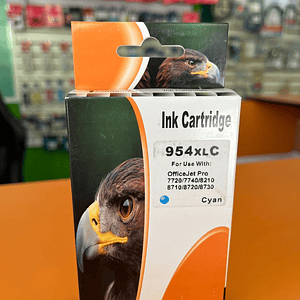 Ink Cartridge
954XLC
For Use With:
OfficeJet Pro
7720/7740/8210
8710/8720/8730
Cyan